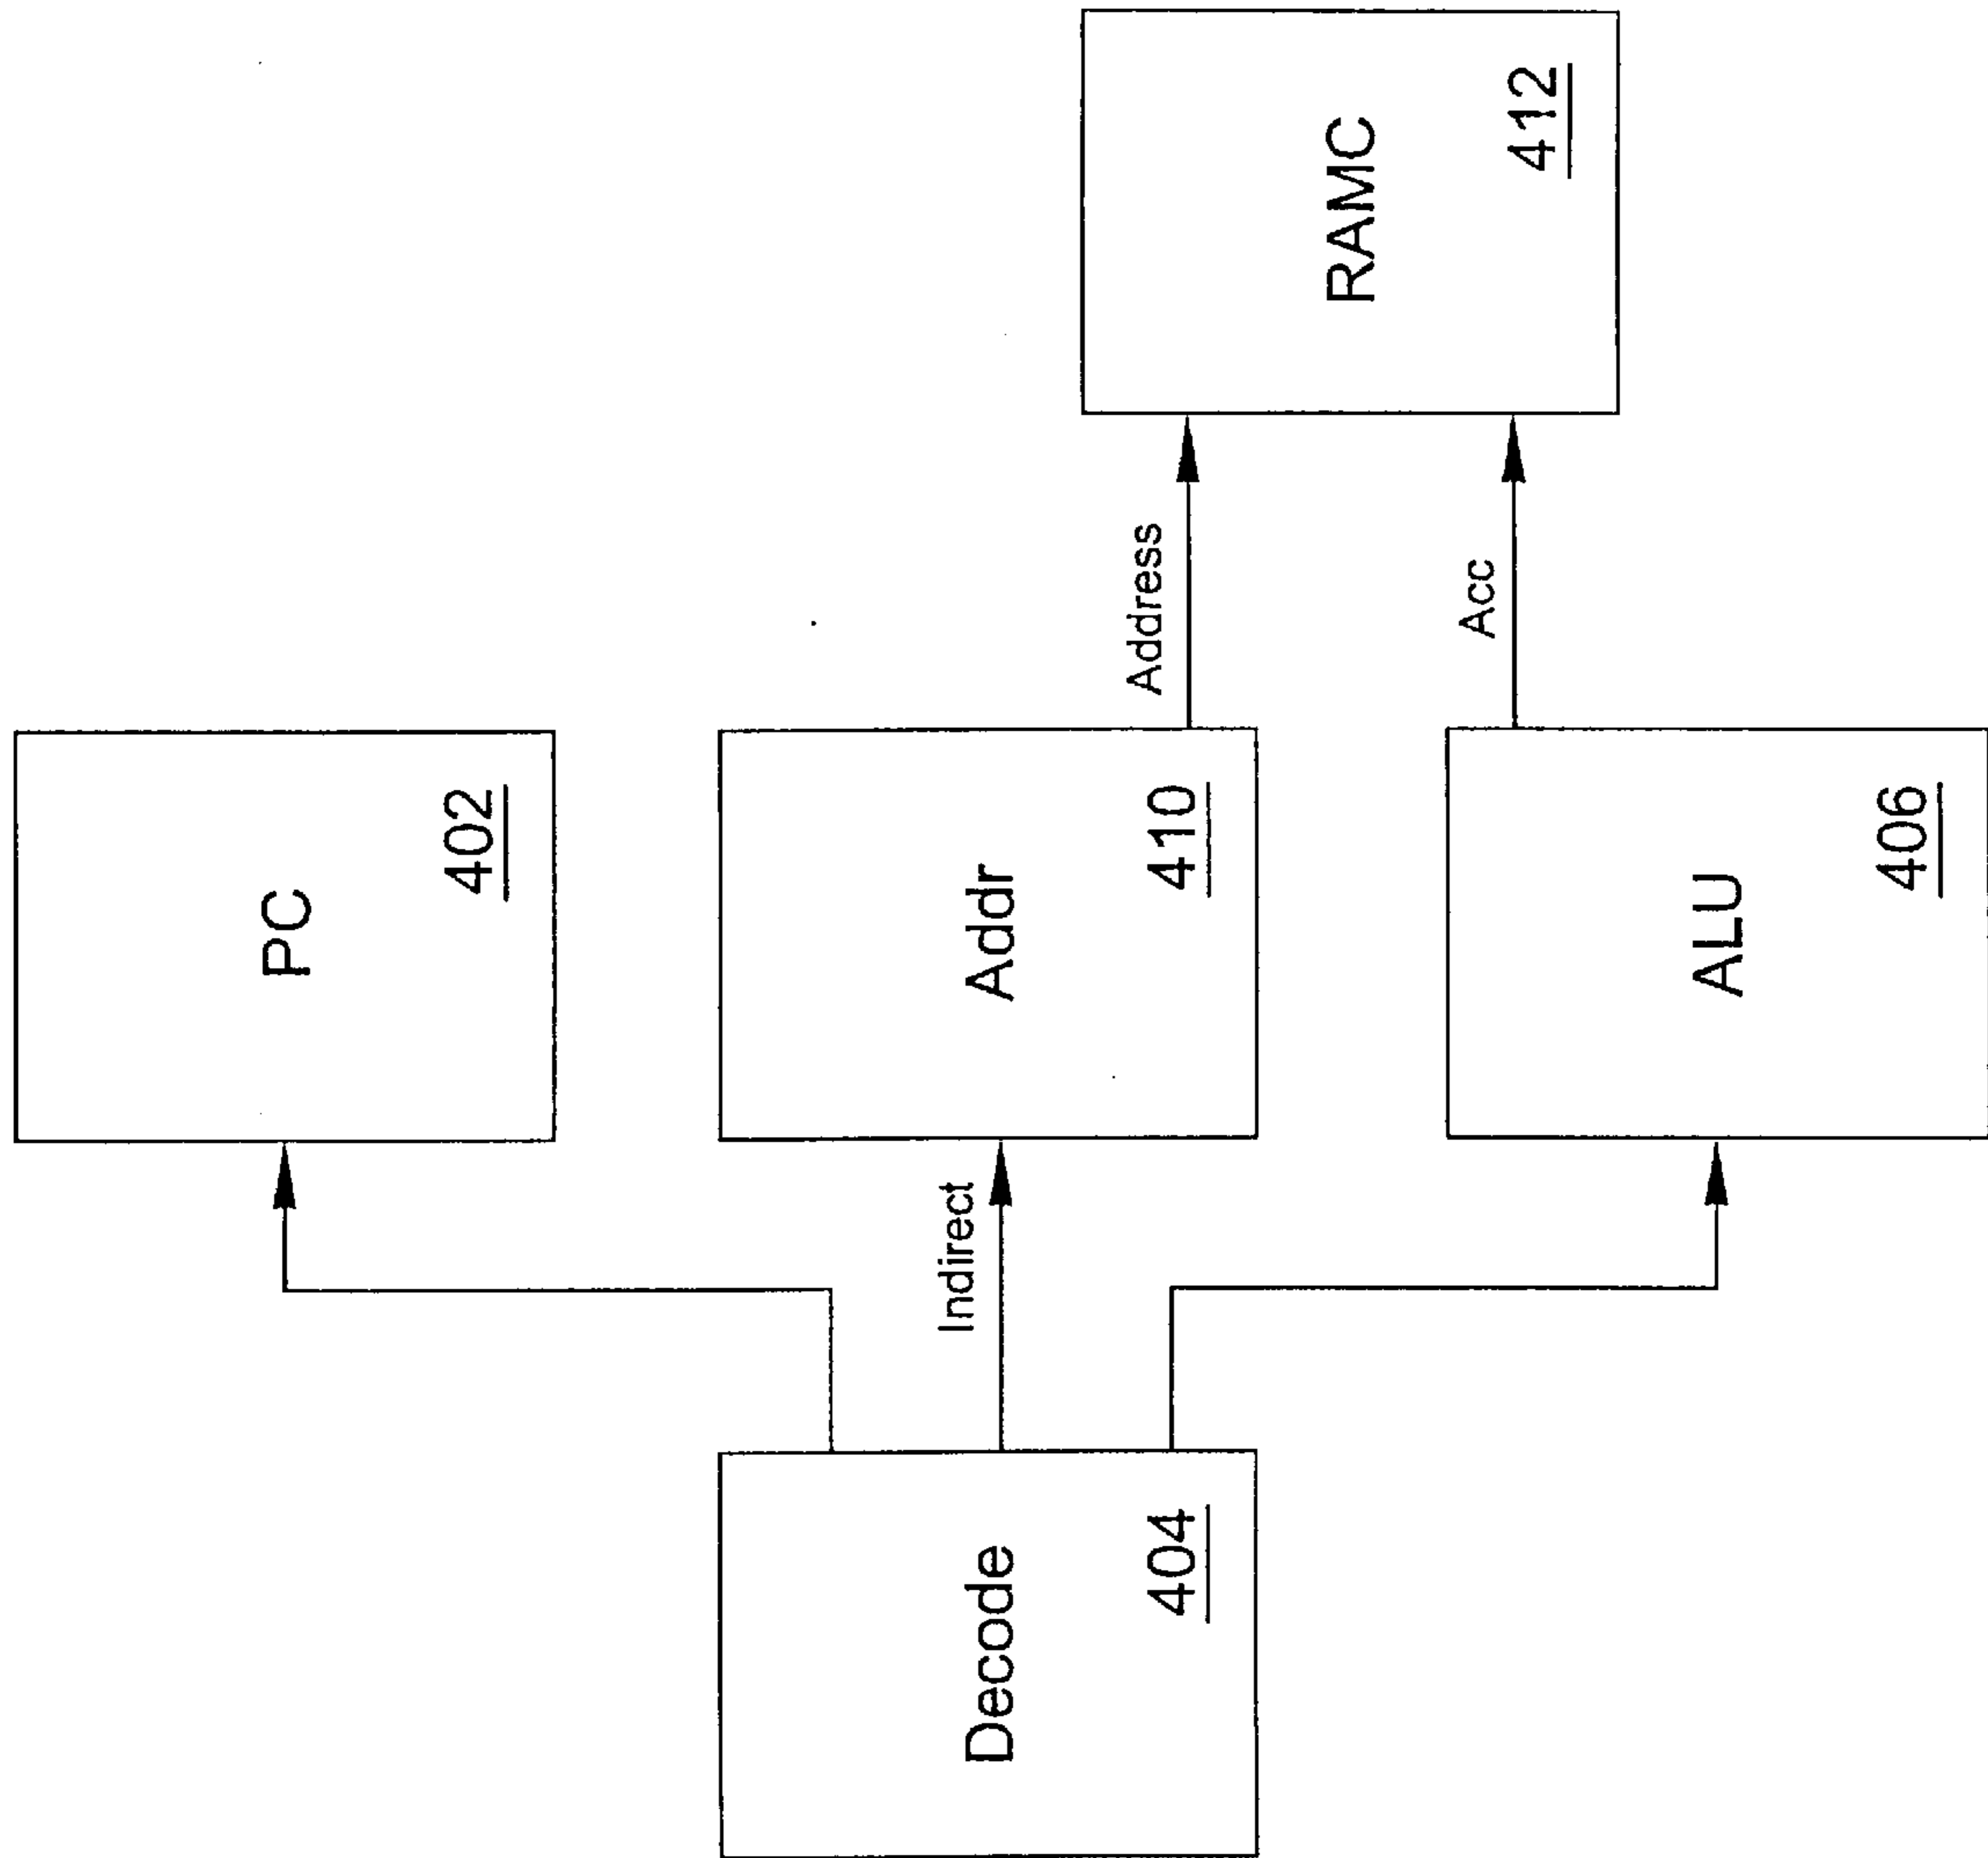 PC
402
Decode
404
Indirect
Addr
410
Address
RAMC
412
Acc
ALU
406